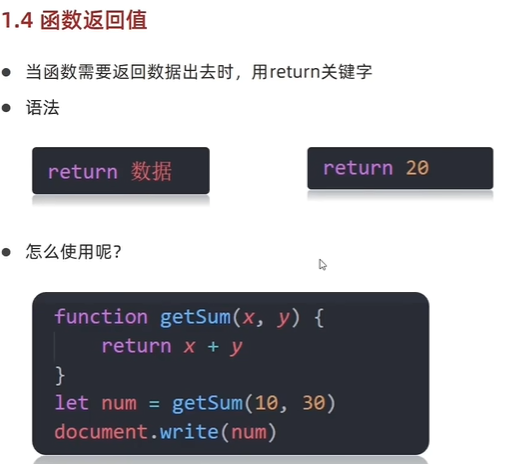 1.4 函数返回值
● 当函数需要返回数据出去时，用return关键字
● 语法
return 数据
return 20
● 怎么使用呢？
function getSum(x, y) {
    return x + y
}
let num = getSum(10, 30)
document.write(num)